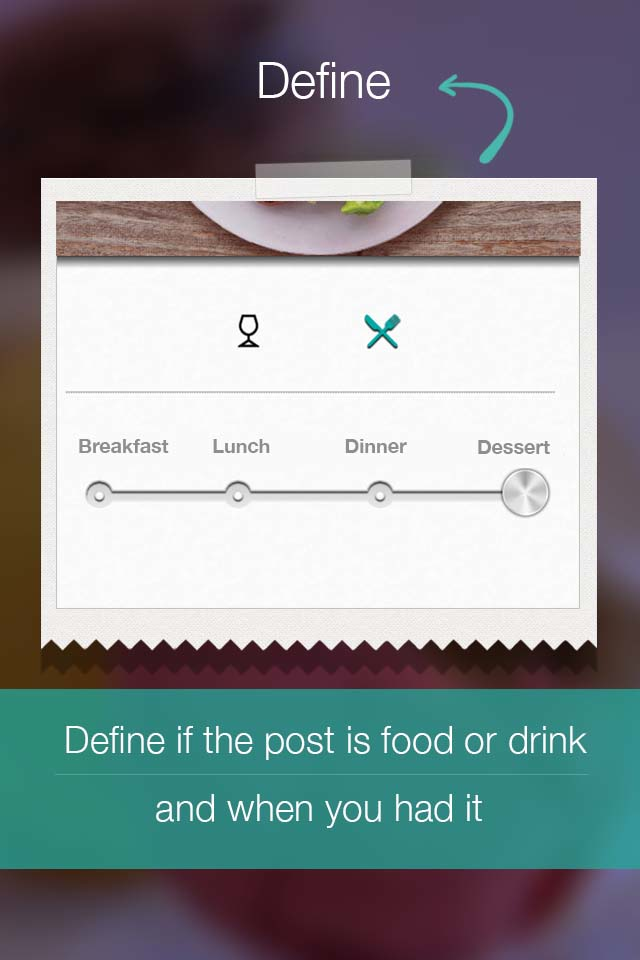 Define
Breakfast Lunch Dinner Dessert
Define if the post is food or drink
and when you had it